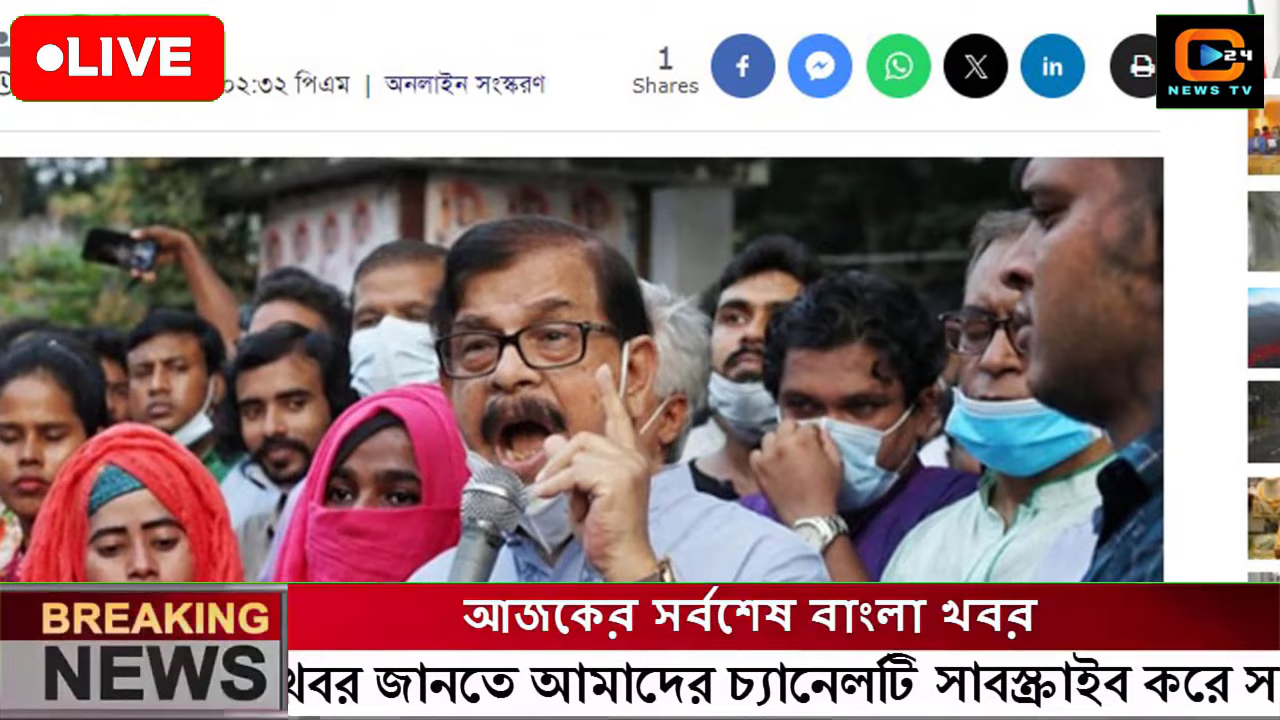 LIVE
1
Shares
০২:৩২ পিএম | অনলাইন সংস্করণ
24
NEWS TV
BREAKING
NEWS
আজকের সর্বশেষ বাংলা খবর
খবর জানতে আমাদের চ্যানেলটি সাবস্ক্রাইব করে স